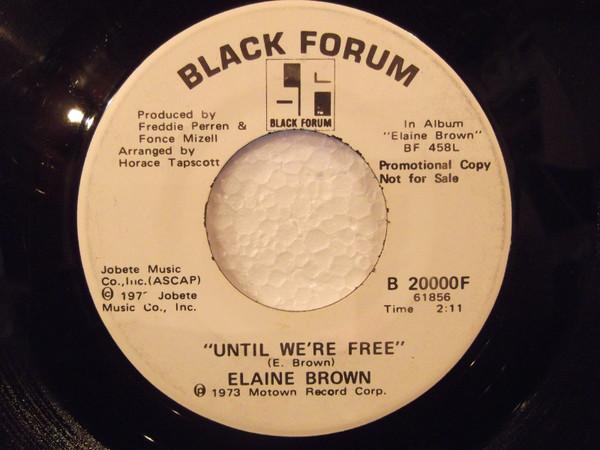 BLACK FORUM
BLACK FORUM
Produced by
Freddie Perren &
Fonce Mizell
Arranged by
Horace Tapscott
In Album
"Elaine Brown"
BF 458L
Promotional Copy
Not for Sale
Jobete Music
Co., Inc. (ASCAP)
© Jobete
Music Co., Inc.
B 20000F
61856
Time 2:11
"UNTIL WE'RE FREE"
(E. Brown)
ELAINE BROWN
℗ 1973 Motown Record Corp.